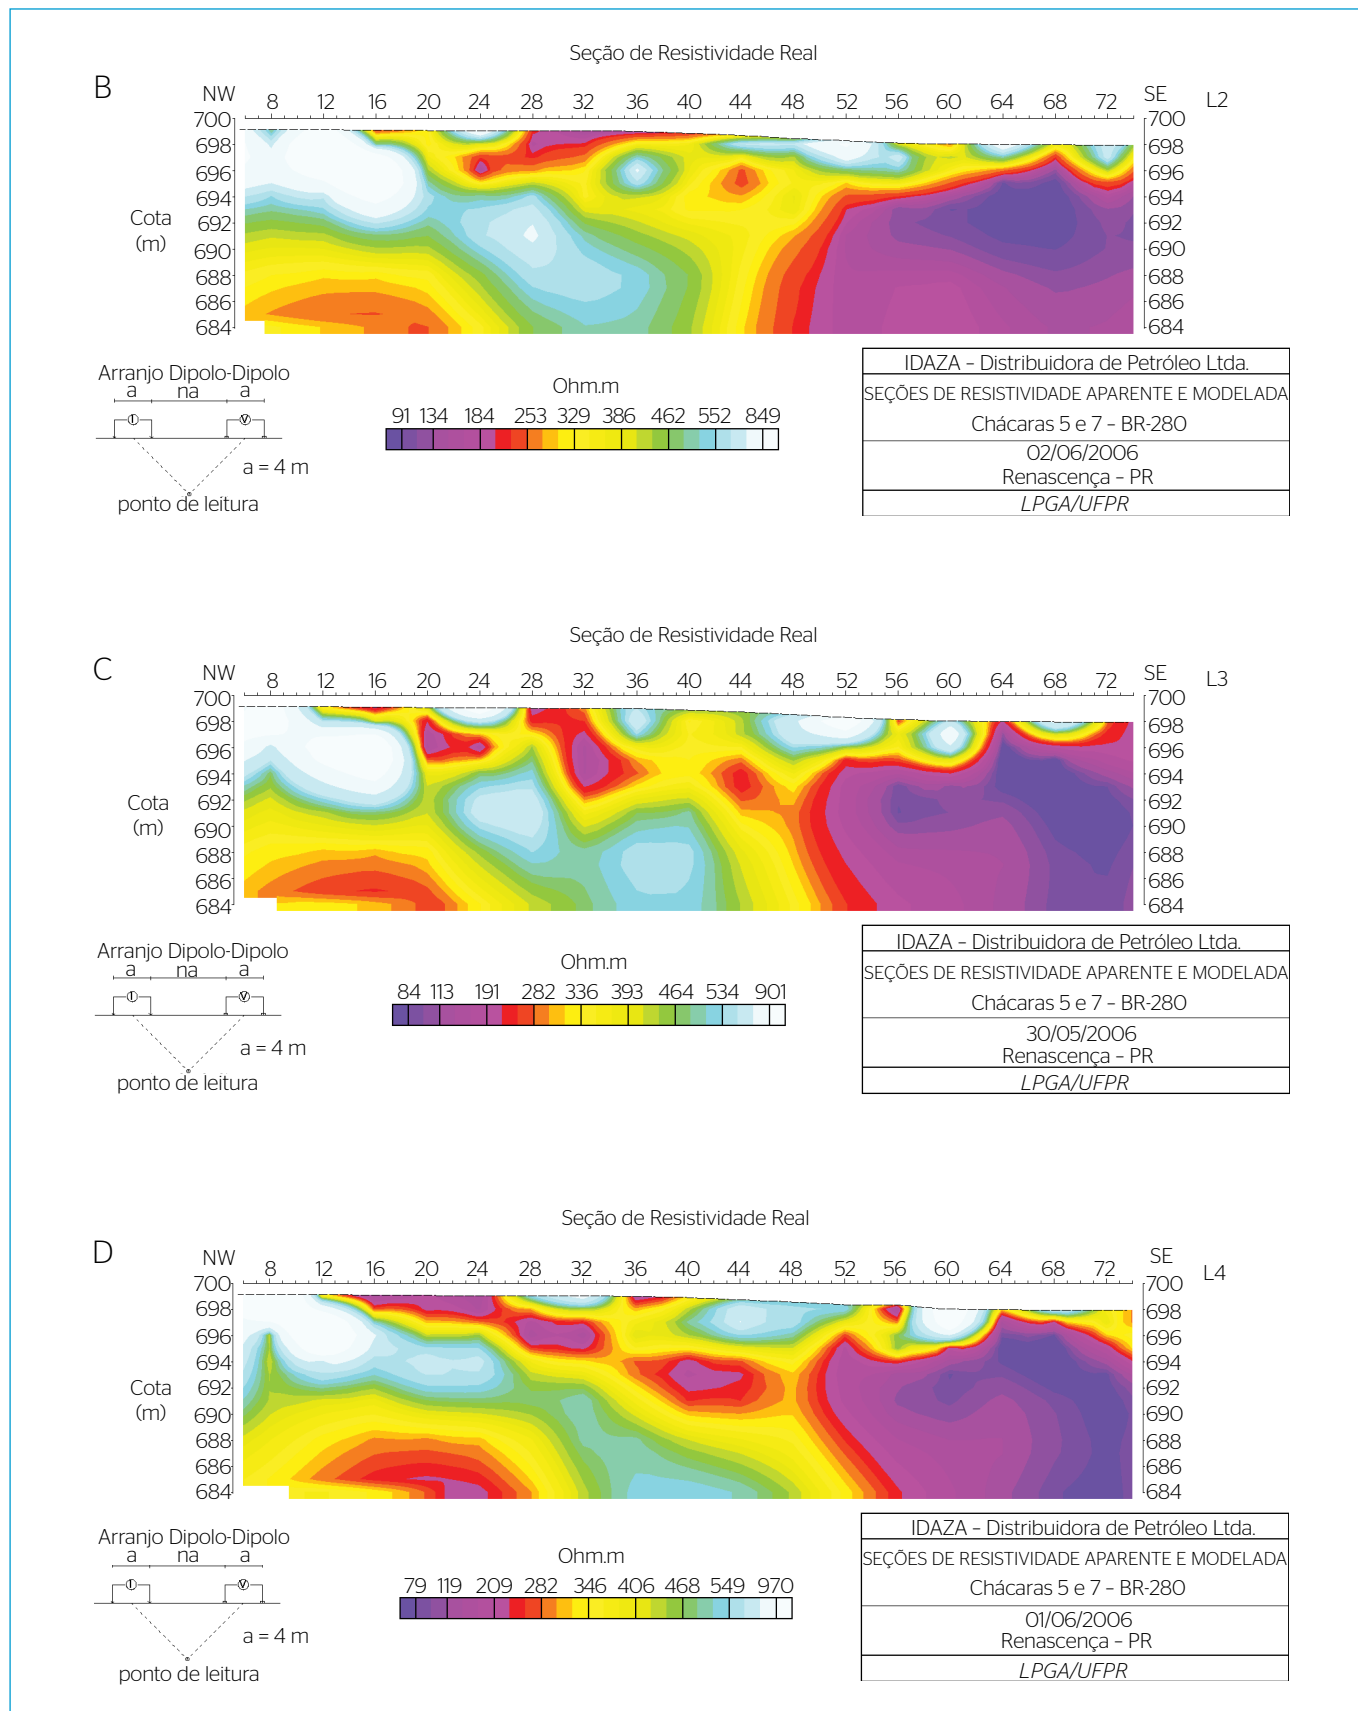 Seção de Resistividade Real
B
NW 8 12 16 20 24 28 32 36 40 44 48 52 56 60 64 68 72 SE L2
700 700
698 698
696 696
694 694
Cota (m)
692 692
690 690
688 688
686 686
684 684
Arranjo Dipolo-Dipolo
a na a
I V
a = 4 m
ponto de leitura
Ohm.m
91 134 184 253 329 386 462 552 849
IDAZA - Distribuidora de Petróleo Ltda.
SEÇÕES DE RESISTIVIDADE APARENTE E MODELADA
Chácaras 5 e 7 - BR-280
02/06/2006
Renascença - PR
LPGA/UFPR
Seção de Resistividade Real
C
NW 8 12 16 20 24 28 32 36 40 44 48 52 56 60 64 68 72 SE L3
700 700
698 698
696 696
694 694
Cota (m)
692 692
690 690
688 688
686 686
684 684
Arranjo Dipolo-Dipolo
a na a
I V
a = 4 m
ponto de leitura
Ohm.m
84 113 191 282 336 393 464 534 901
IDAZA - Distribuidora de Petróleo Ltda.
SEÇÕES DE RESISTIVIDADE APARENTE E MODELADA
Chácaras 5 e 7 - BR-280
30/05/2006
Renascença - PR
LPGA/UFPR
Seção de Resistividade Real
D
NW 8 12 16 20 24 28 32 36 40 44 48 52 56 60 64 68 72 SE L4
700 700
698 698
696 696
694 694
Cota (m)
692 692
690 690
688 688
686 686
684 684
Arranjo Dipolo-Dipolo
a na a
I V
a = 4 m
ponto de leitura
Ohm.m
79 119 209 282 346 406 468 549 970
IDAZA - Distribuidora de Petróleo Ltda.
SEÇÕES DE RESISTIVIDADE APARENTE E MODELADA
Chácaras 5 e 7 - BR-280
01/06/2006
Renascença - PR
LPGA/UFPR